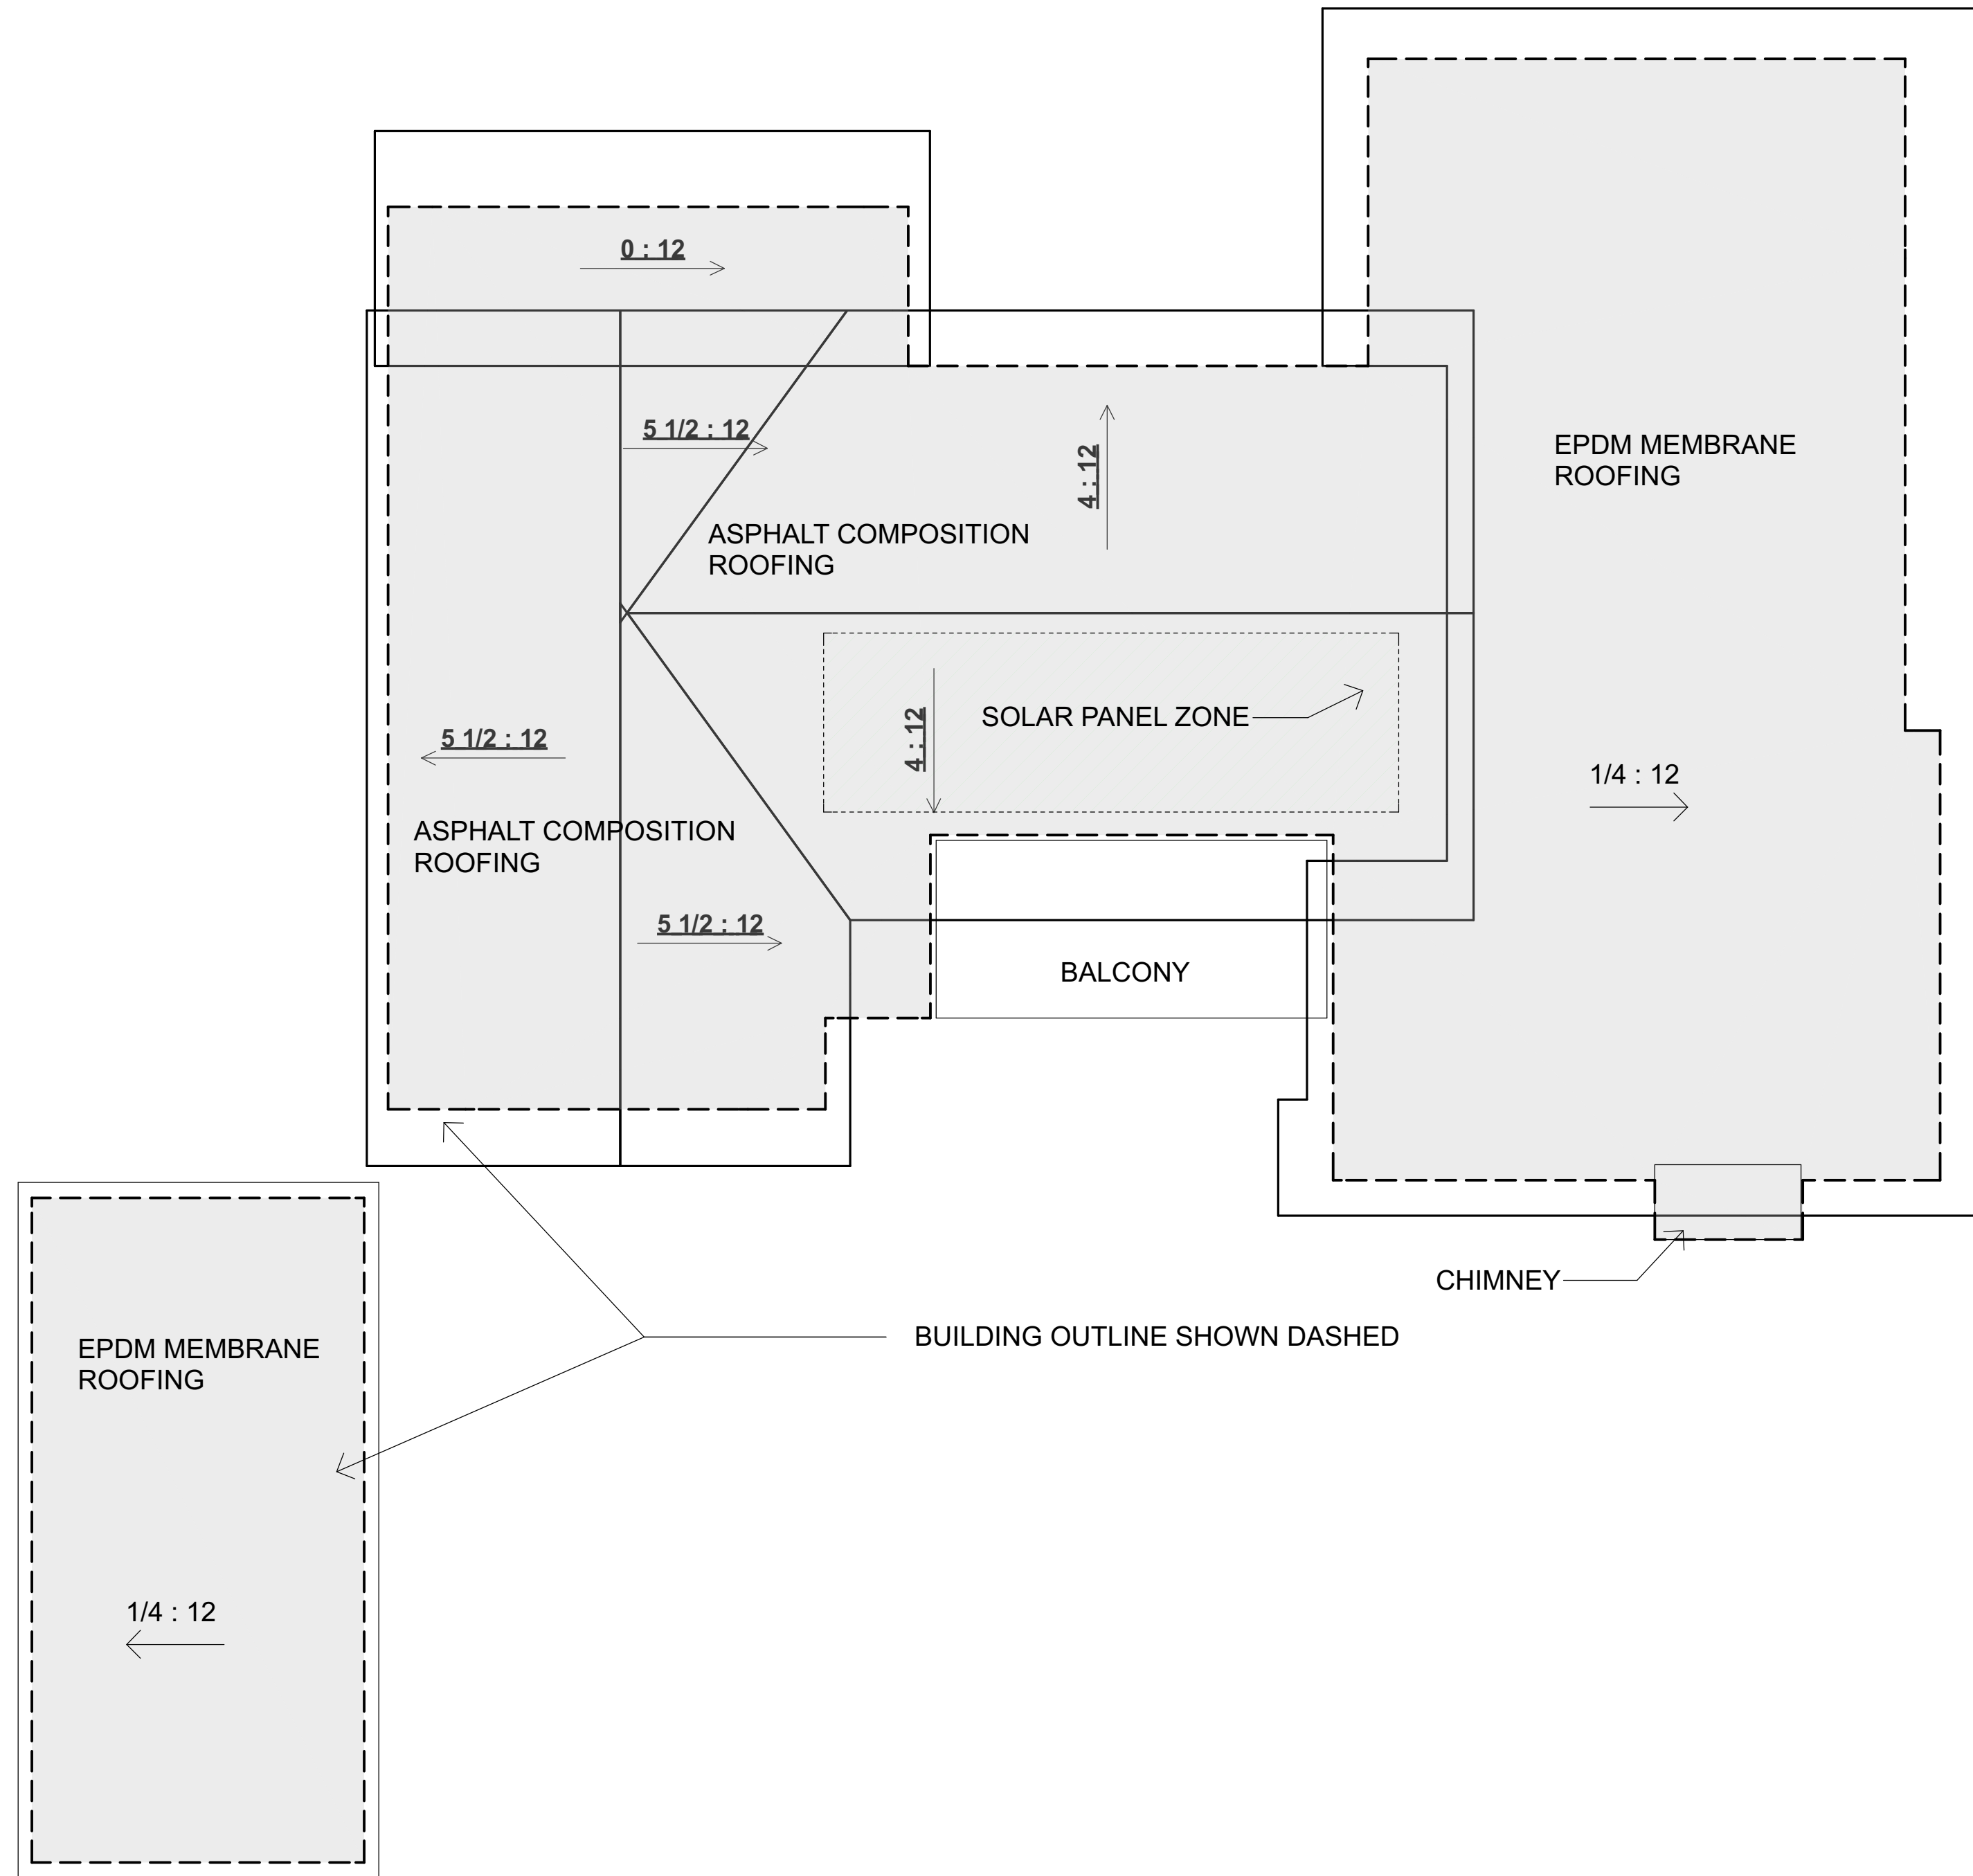 0 : 12
5 1/2 : 12
4 : 12
EPDM MEMBRANE
ROOFING
ASPHALT COMPOSITION
ROOFING
SOLAR PANEL ZONE
4 : 12
5 1/2 : 12
1/4 : 12
ASPHALT COMPOSITION
ROOFING
5 1/2 : 12
BALCONY
CHIMNEY
BUILDING OUTLINE SHOWN DASHED
EPDM MEMBRANE
ROOFING
1/4 : 12